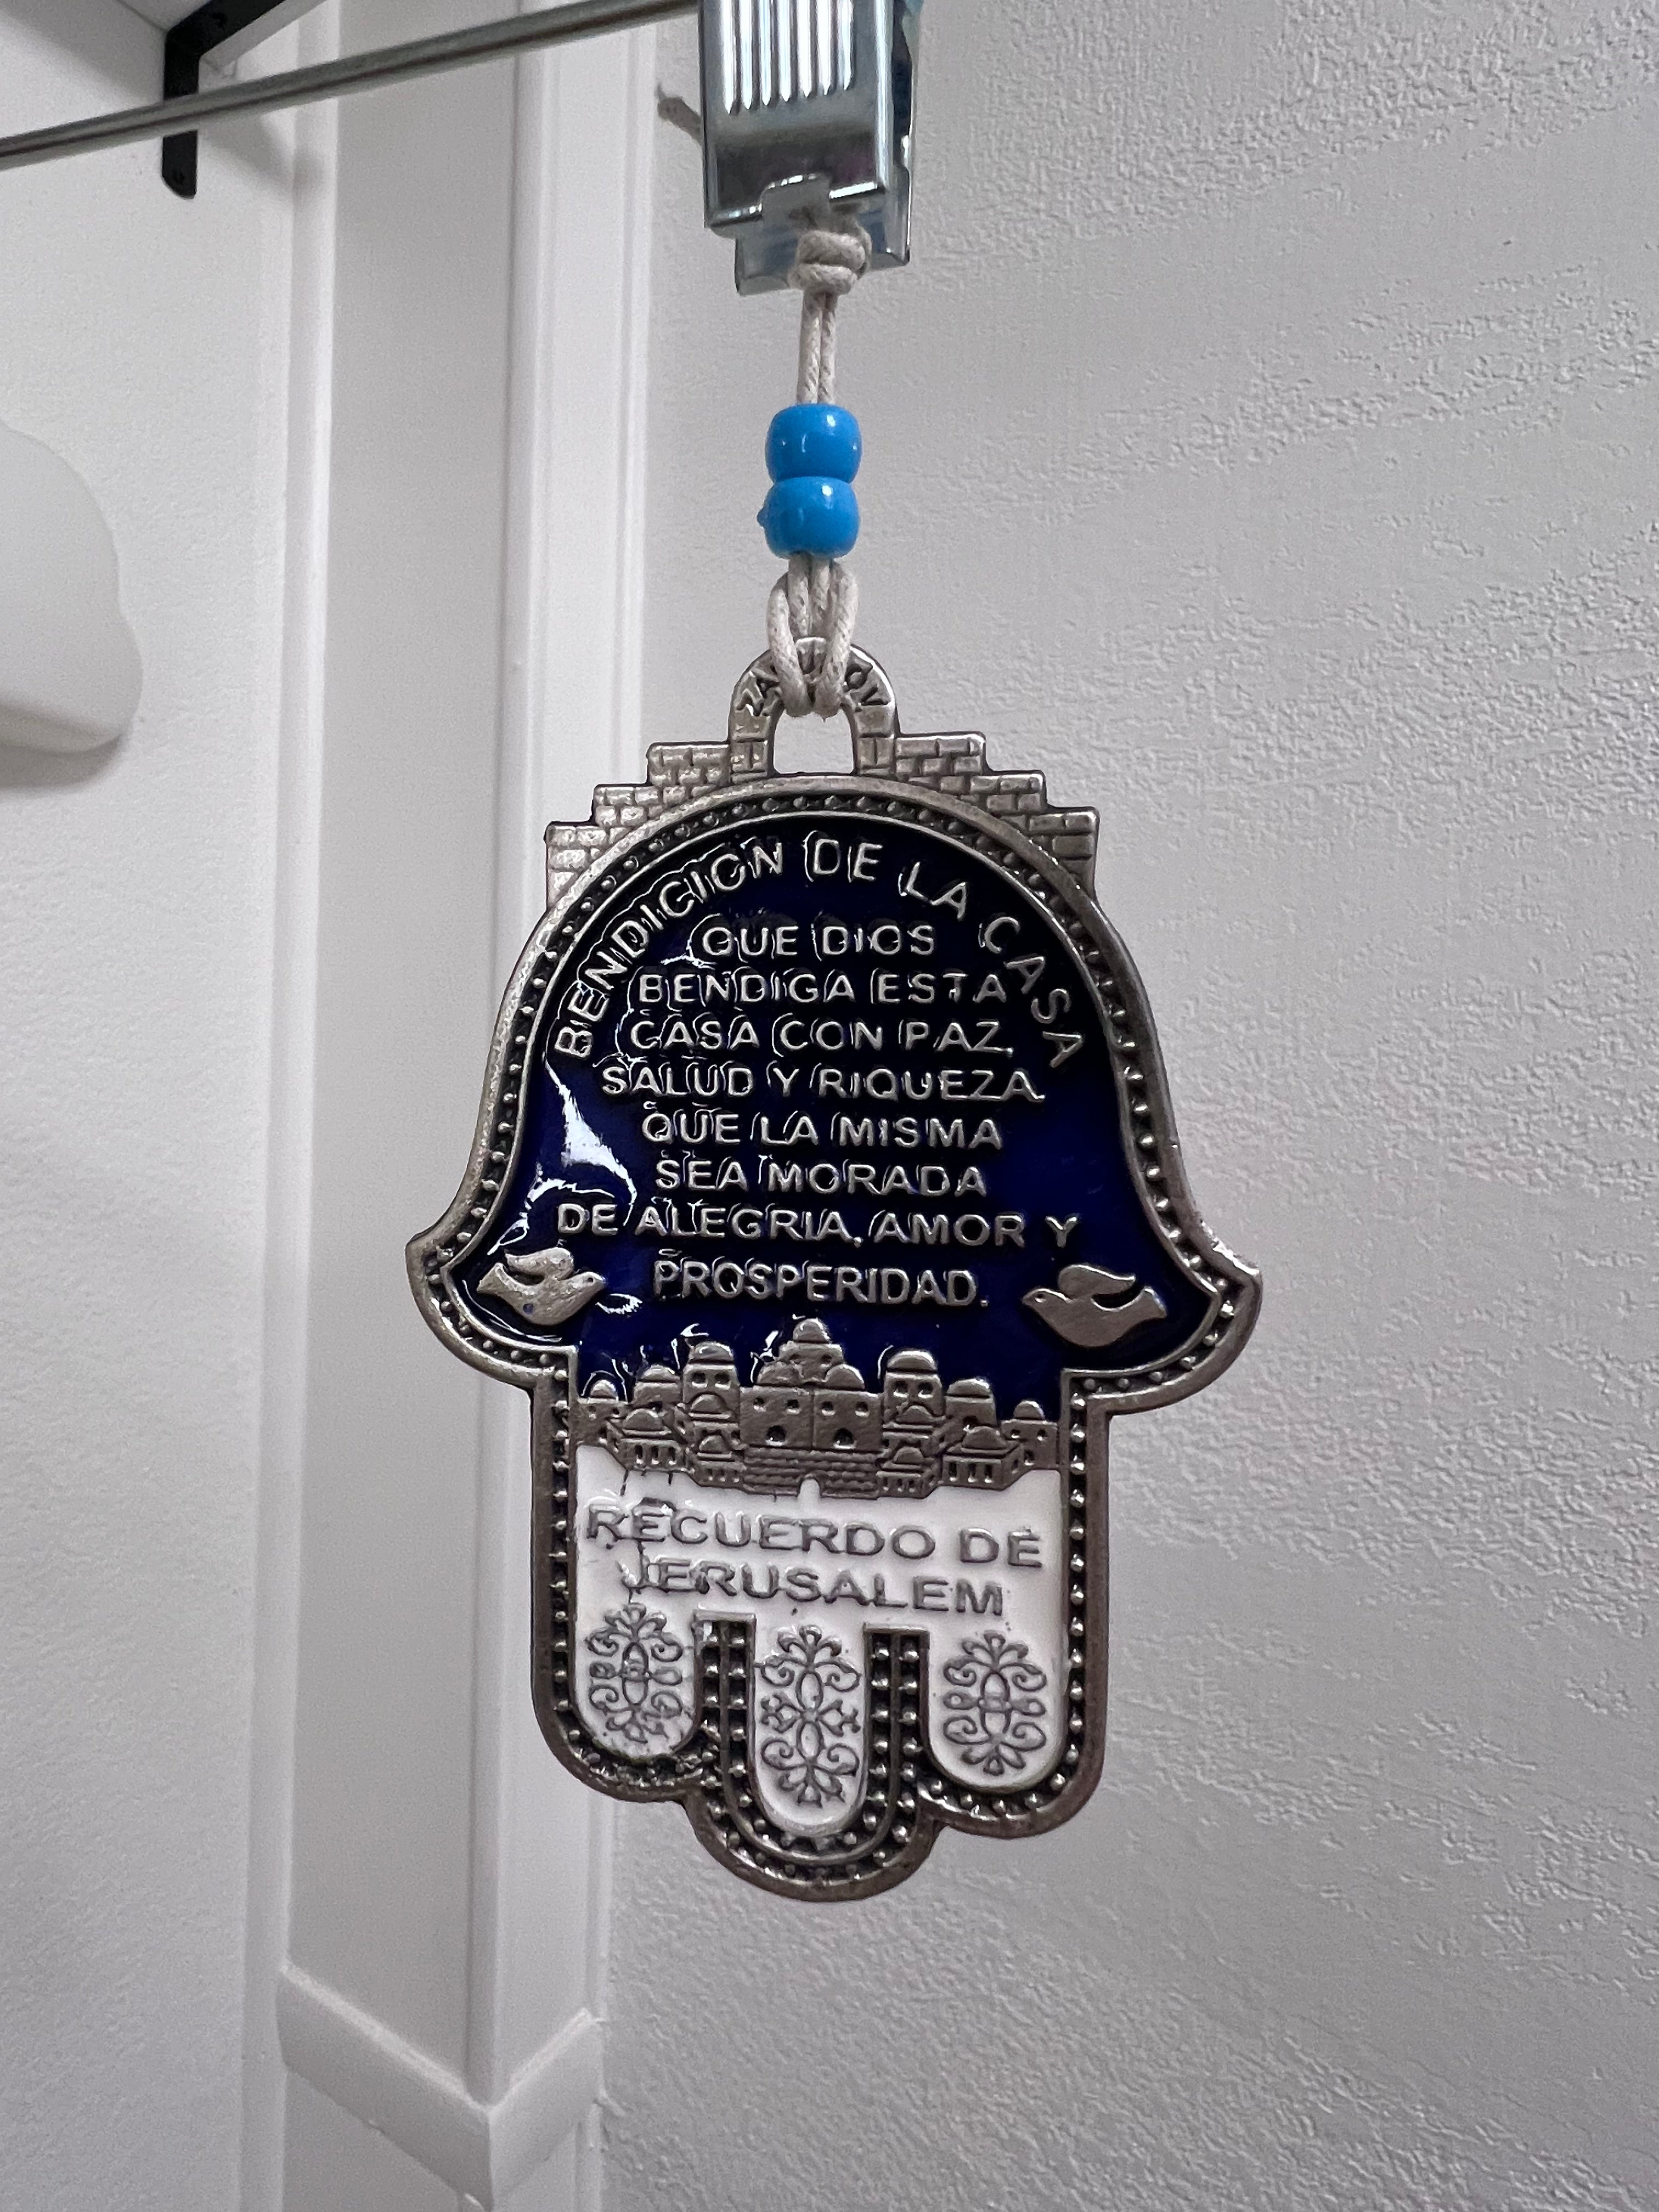 BENDICION DE LA CASA
QUE DIOS
BENDIGA ESTA
CASA CON PAZ,
SALUD Y RIQUEZA.
QUE LA MISMA
SEA MORADA
DE ALEGRIA, AMOR Y
PROSPERIDAD.
RECUERDO DE
JERUSALEM